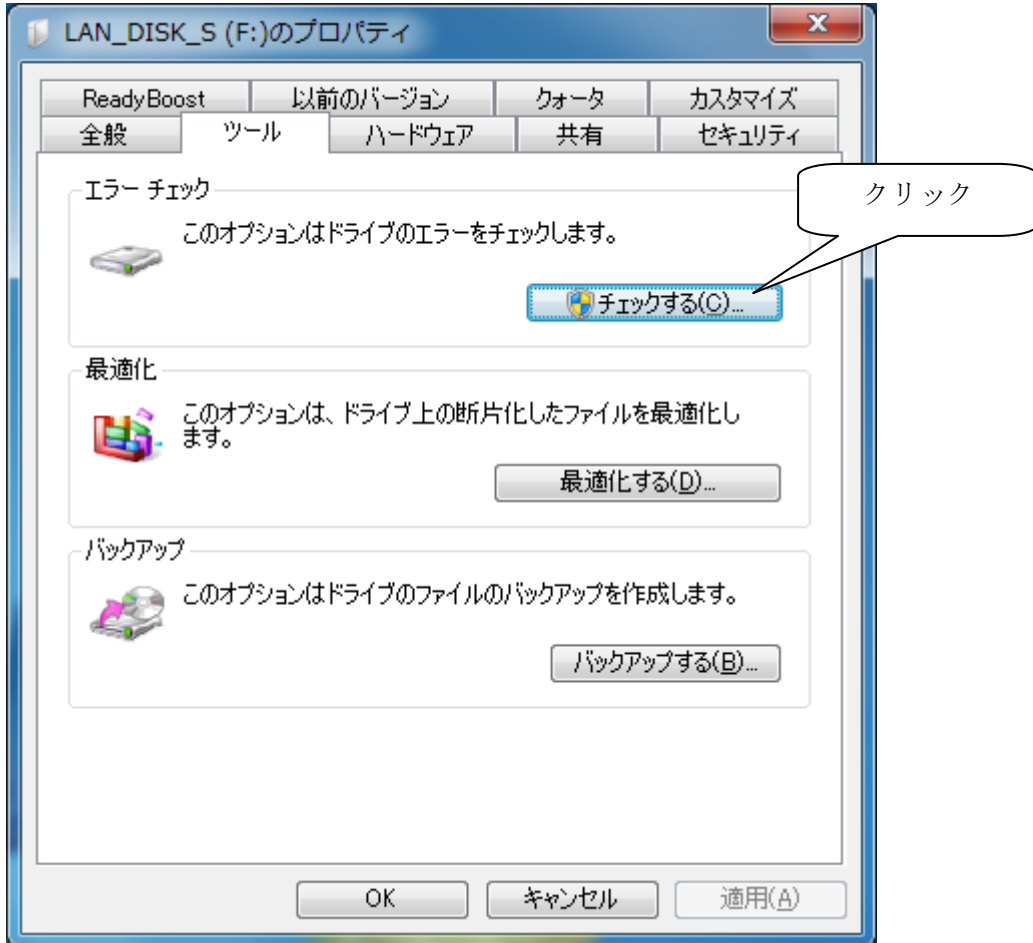 LAN_DISK_S (F:)のプロパティ
ReadyBoost
以前のバージョン
クォータ
カスタマイズ
全般
ツール
ハードウェア
共有
セキュリティ
エラー チェック
クリック
このオプションはドライブのエラーをチェックします。
チェックする(C)...
最適化
このオプションは、ドライブ上の断片化したファイルを最適化し
ます。
最適化する(D)...
バックアップ
このオプションはドライブのファイルのバックアップを作成します。
バックアップする(B)...
OK
キャンセル
適用(A)